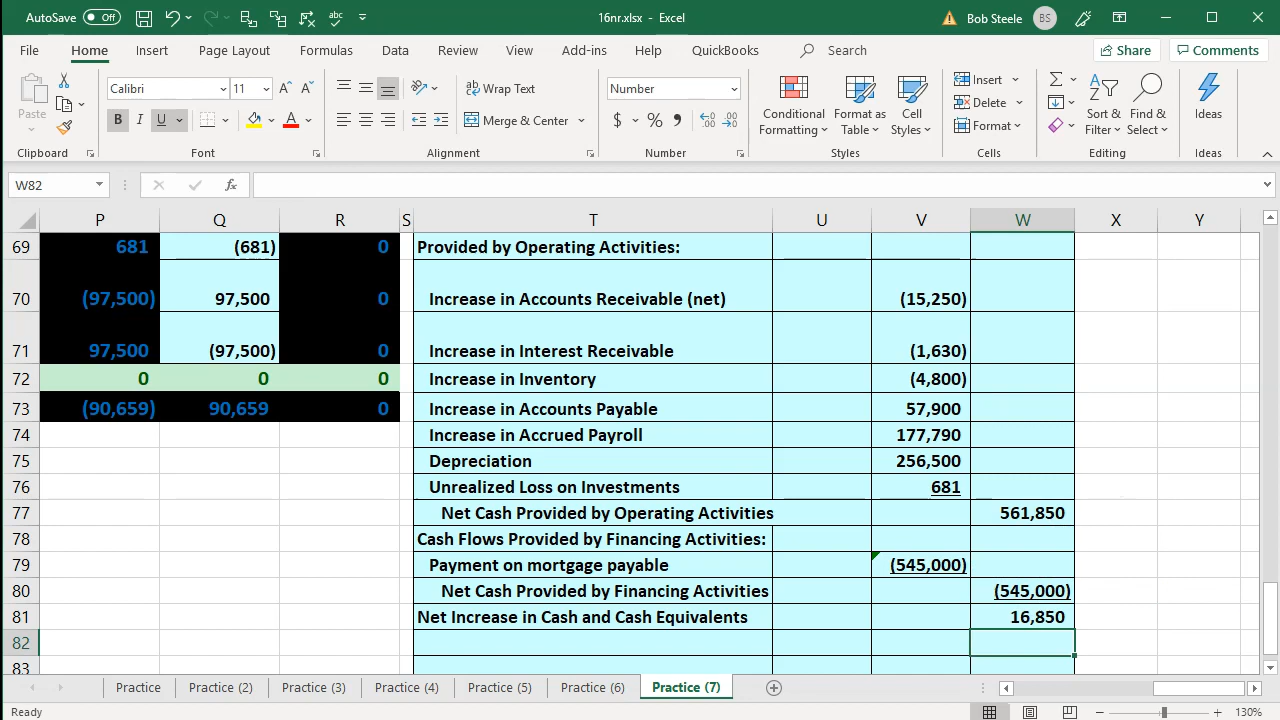 AutoSave Off 16nr.xlsx - Excel Bob Steele BS
File Home Insert Page Layout Formulas Data Review View Add-ins Help QuickBooks Search Share Comments
Paste Calibri 11 A A ab Wrap Text Number Conditional Formatting Format as Table Cell Styles Insert Sort & Filter Find & Select Ideas
B I U A Merge & Center $ % Delete
Format
Clipboard Font Alignment Number Styles Cells Editing Ideas
W82 fx
P Q R S T U V W X Y
69 681 (681) 0 Provided by Operating Activities:
70 (97,500) 97,500 0 Increase in Accounts Receivable (net) (15,250)
71 97,500 (97,500) 0 Increase in Interest Receivable (1,630)
72 0 0 0 Increase in Inventory (4,800)
73 (90,659) 90,659 0 Increase in Accounts Payable 57,900
74 Increase in Accrued Payroll 177,790
75 Depreciation 256,500
76 Unrealized Loss on Investments 681
77 Net Cash Provided by Operating Activities 561,850
78 Cash Flows Provided by Financing Activities:
79 Payment on mortgage payable (545,000)
80 Net Cash Provided by Financing Activities (545,000)
81 Net Increase in Cash and Cash Equivalents 16,850
82
83
Practice Practice (2) Practice (3) Practice (4) Practice (5) Practice (6) Practice (7)
Ready 130%